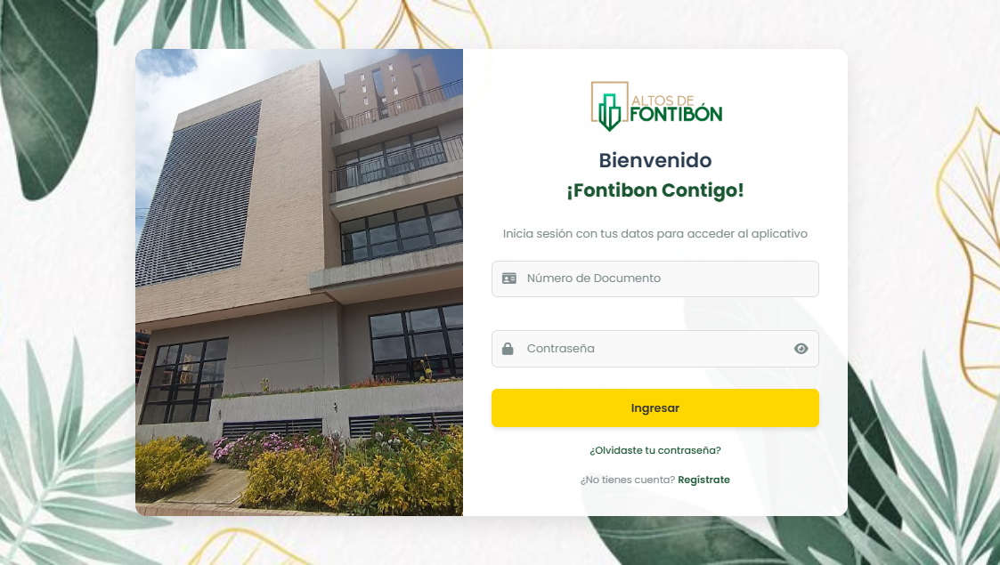 ALTOS DE
FONTIBÓN
Bienvenido
¡Fontibon Contigo!
Inicia sesión con tus datos para acceder al aplicativo
Número de Documento
Contraseña
Ingresar
¿Olvidaste tu contraseña?
¿No tienes cuenta? Regístrate